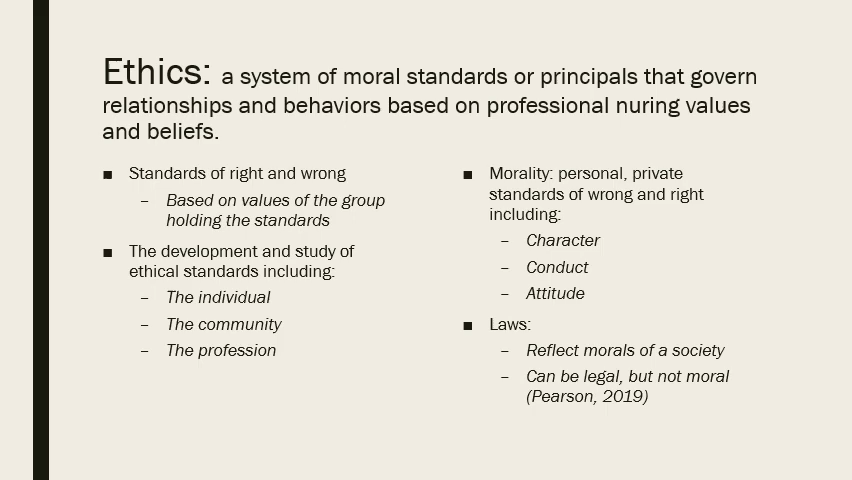 Ethics: a system of moral standards or principals that govern
relationships and behaviors based on professional nuring values
and beliefs.
■ Standards of right and wrong
– Based on values of the group
holding the standards
■ The development and study of
ethical standards including:
– The individual
– The community
– The profession
■ Morality: personal, private
standards of wrong and right
including:
– Character
– Conduct
– Attitude
■ Laws:
– Reflect morals of a society
– Can be legal, but not moral
(Pearson, 2019)